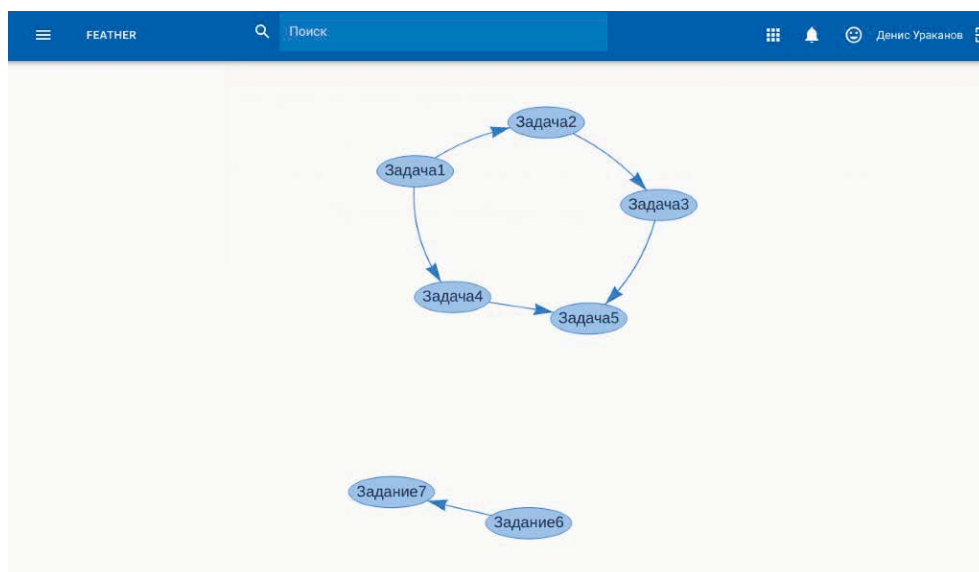 FEATHER
Поиск
Денис Ураканов
Задача2
Задача1
Задача3
Задача4
Задача5
Задание7
Задание6